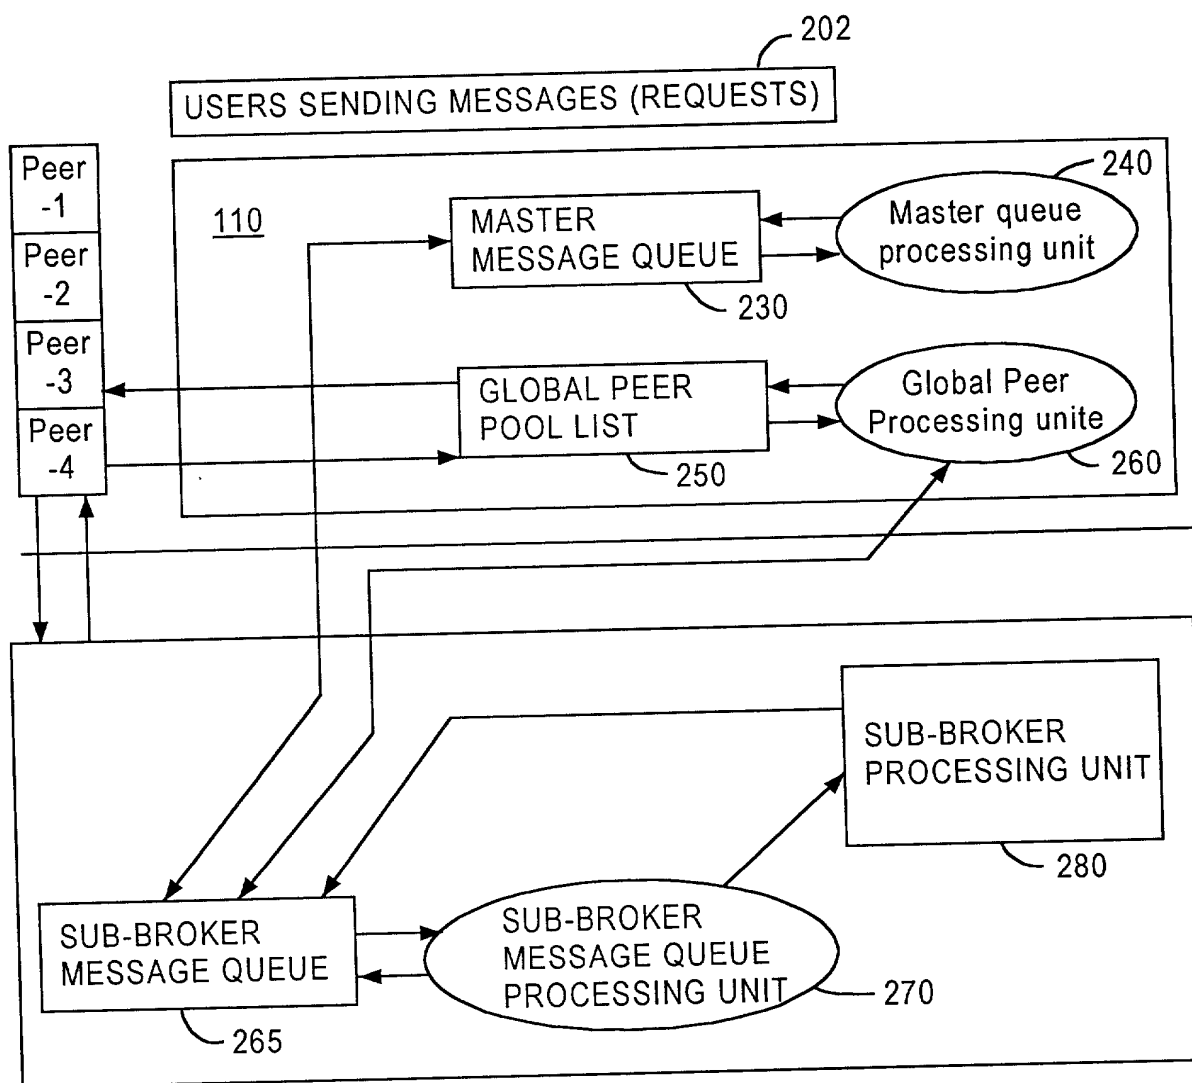 202
USERS SENDING MESSAGES (REQUESTS)
Peer
-1
Peer
-2
Peer
-3
Peer
-4
110
MASTER
MESSAGE QUEUE
230
Master queue
processing unit
240
GLOBAL PEER
POOL LIST
250
Global Peer
Processing unite
260
SUB-BROKER
PROCESSING UNIT
280
SUB-BROKER
MESSAGE QUEUE
265
SUB-BROKER
MESSAGE QUEUE
PROCESSING UNIT
270